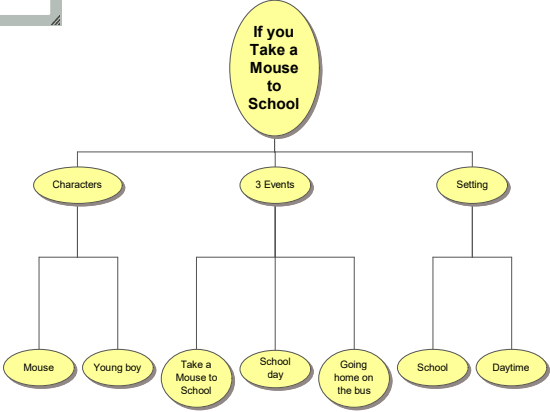 If you
Take a
Mouse
to
School
Characters
3 Events
Setting
Mouse
Young boy
Take a
Mouse to
School
School
day
Going
home on
the bus
School
Daytime